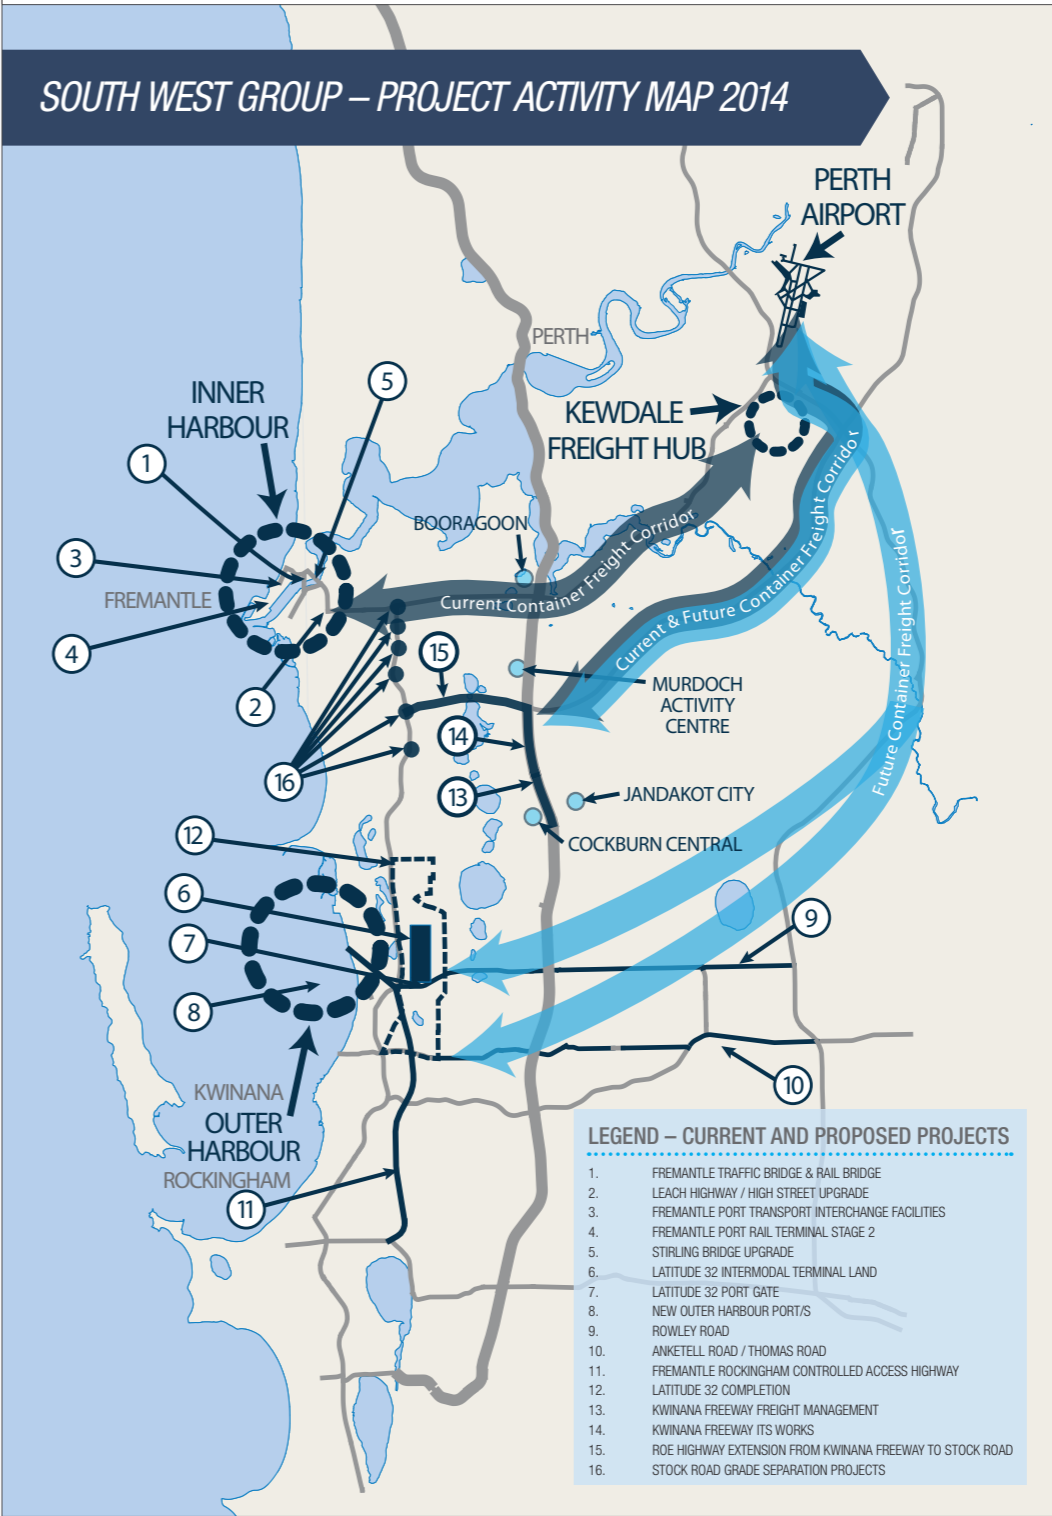 SOUTH WEST GROUP – PROJECT ACTIVITY MAP 2014
PERTH
AIRPORT
PERTH
INNER
HARBOUR
5
KEWDALE
FREIGHT HUB
1
BOORAGOON
3
FREMANTLE
4
2
Current Container Freight Corridor
Current & Future Container Freight Corridor
Future Container Freight Corridor
15
MURDOCH
ACTIVITY
CENTRE
14
16
13
JANDAKOT CITY
COCKBURN CENTRAL
12
6
7
9
8
10
KWINANA
OUTER
HARBOUR
ROCKINGHAM
11
LEGEND – CURRENT AND PROPOSED PROJECTS
1. FREMANTLE TRAFFIC BRIDGE & RAIL BRIDGE
2. LEACH HIGHWAY / HIGH STREET UPGRADE
3. FREMANTLE PORT TRANSPORT INTERCHANGE FACILITIES
4. FREMANTLE PORT RAIL TERMINAL STAGE 2
5. STIRLING BRIDGE UPGRADE
6. LATITUDE 32 INTERMODAL TERMINAL LAND
7. LATITUDE 32 PORT GATE
8. NEW OUTER HARBOUR PORT/S
9. ROWLEY ROAD
10. ANKETELL ROAD / THOMAS ROAD
11. FREMANTLE ROCKINGHAM CONTROLLED ACCESS HIGHWAY
12. LATITUDE 32 COMPLETION
13. KWINANA FREEWAY FREIGHT MANAGEMENT
14. KWINANA FREEWAY ITS WORKS
15. ROE HIGHWAY EXTENSION FROM KWINANA FREEWAY TO STOCK ROAD
16. STOCK ROAD GRADE SEPARATION PROJECTS